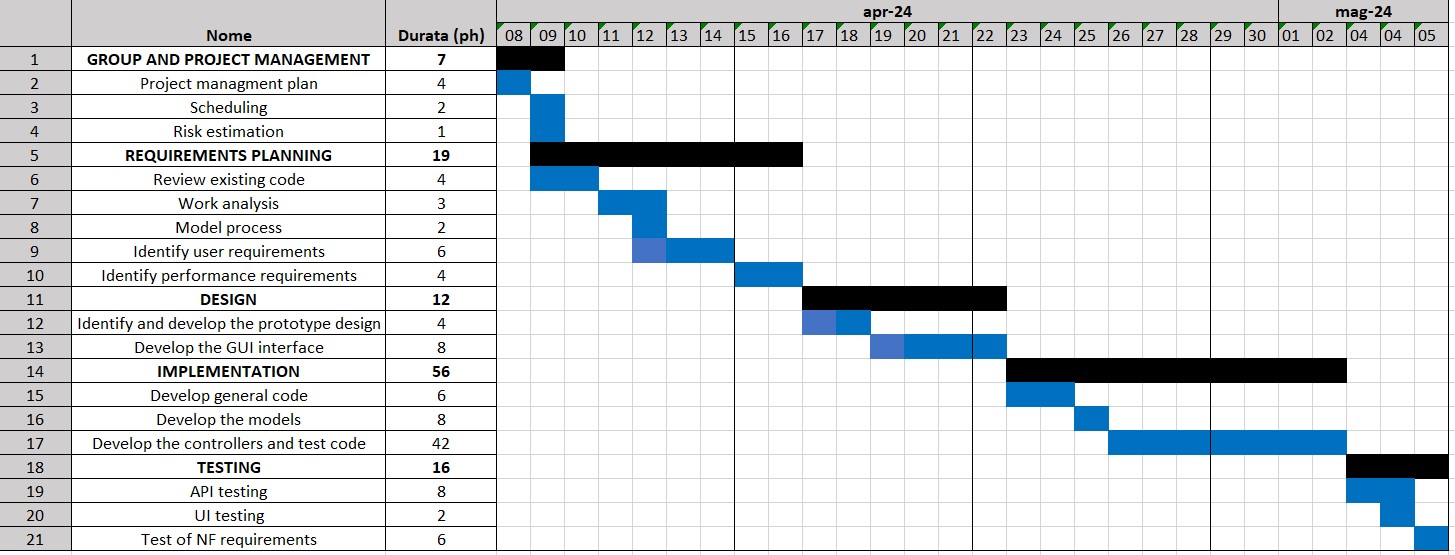 apr-24 mag-24
Nome Durata (ph) 08 09 10 11 12 13 14 15 16 17 18 19 20 21 22 23 24 25 26 27 28 29 30 01 02 04 04 05
1 GROUP AND PROJECT MANAGEMENT 7
2 Project managment plan 4
3 Scheduling 2
4 Risk estimation 1
5 REQUIREMENTS PLANNING 19
6 Review existing code 4
7 Work analysis 3
8 Model process 2
9 Identify user requirements 6
10 Identify performance requirements 4
11 DESIGN 12
12 Identify and develop the prototype design 4
13 Develop the GUI interface 8
14 IMPLEMENTATION 56
15 Develop general code 6
16 Develop the models 8
17 Develop the controllers and test code 42
18 TESTING 16
19 API testing 8
20 UI testing 2
21 Test of NF requirements 6